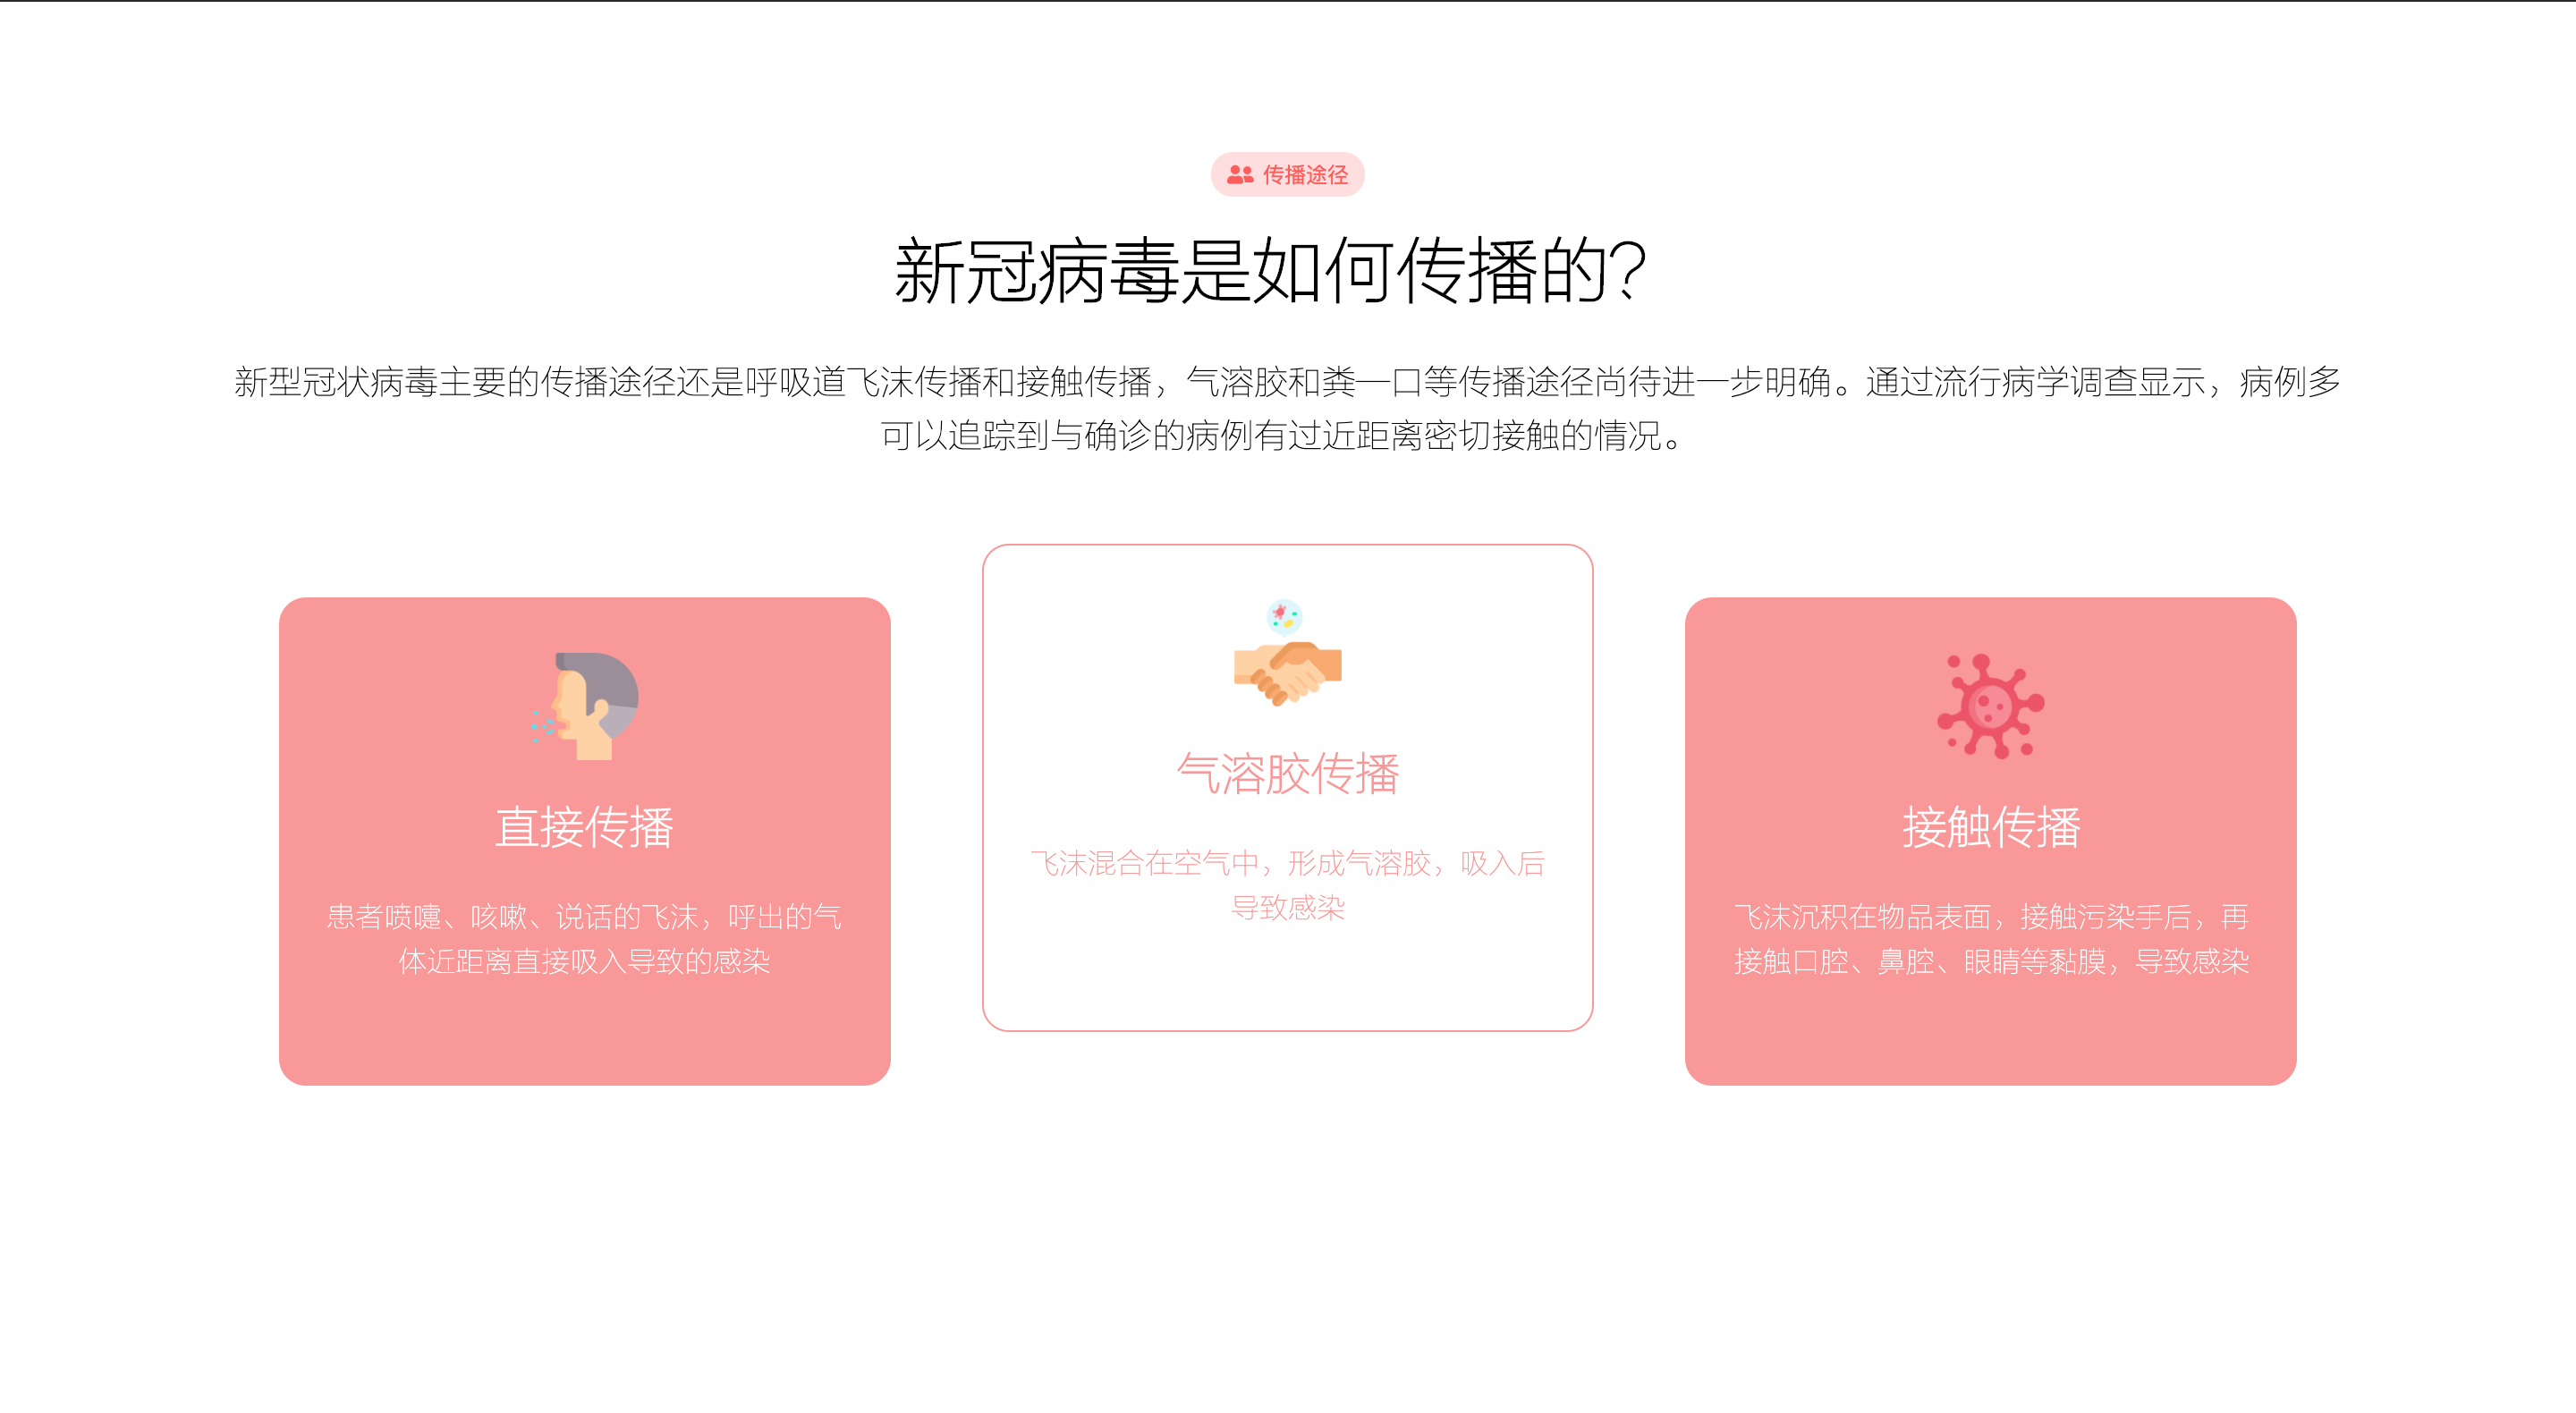 传播途径
新冠病毒是如何传播的?
新型冠状病毒主要的传播途径还是呼吸道飞沫传播和接触传播，气溶胶和粪—口等传播途径尚待进一步明确。通过流行病学调查显示，病例多
可以追踪到与确诊的病例有过近距离密切接触的情况。
直接传播
患者喷嚏、咳嗽、说话的飞沫，呼出的气
体近距离直接吸入导致的感染
气溶胶传播
飞沫混合在空气中，形成气溶胶，吸入后
导致感染
接触传播
飞沫沉积在物品表面，接触污染手后，再
接触口腔、鼻腔、眼睛等黏膜，导致感染